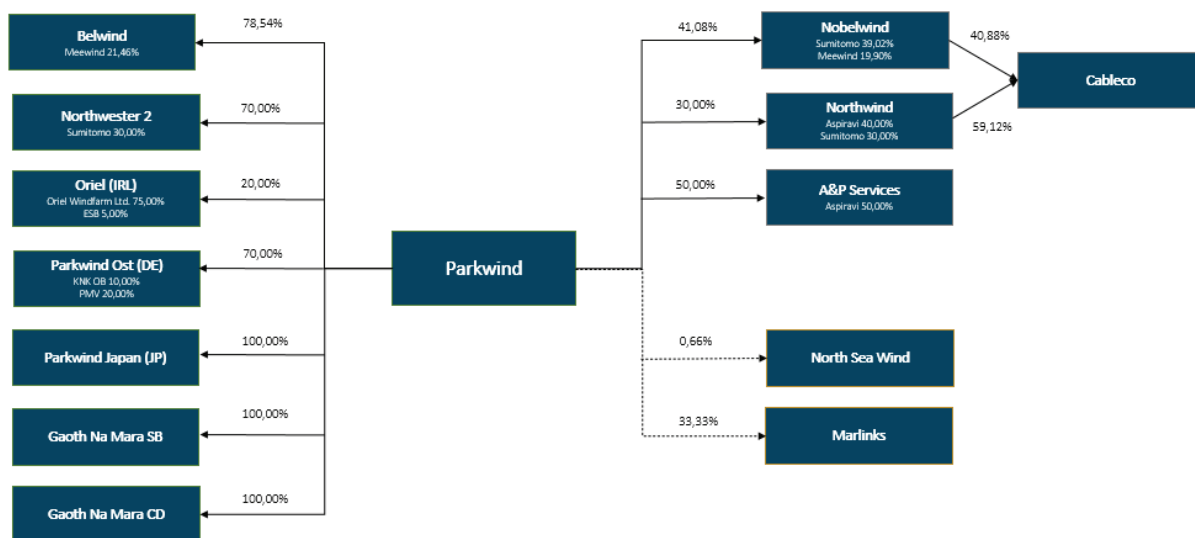 Belwind
Meewind 21,46%
78,54%
Northwester 2
Sumitomo 30,00%
70,00%
Oriel (IRL)
Oriel Windfarm Ltd. 75,00%
ESB 5,00%
20,00%
Parkwind Ost (DE)
KNK OB 10,00%
PMV 20,00%
70,00%
Parkwind Japan (JP)
100,00%
Gaoth Na Mara SB
100,00%
Gaoth Na Mara CD
100,00%
Parkwind
41,08%
Nobelwind
Sumitomo 39,02%
Meewind 19,90%
40,88%
Cableco
30,00%
Northwind
Aspiravi 40,00%
Sumitomo 30,00%
59,12%
50,00%
A&P Services
Aspiravi 50,00%
0,66%
North Sea Wind
33,33%
Marlinks